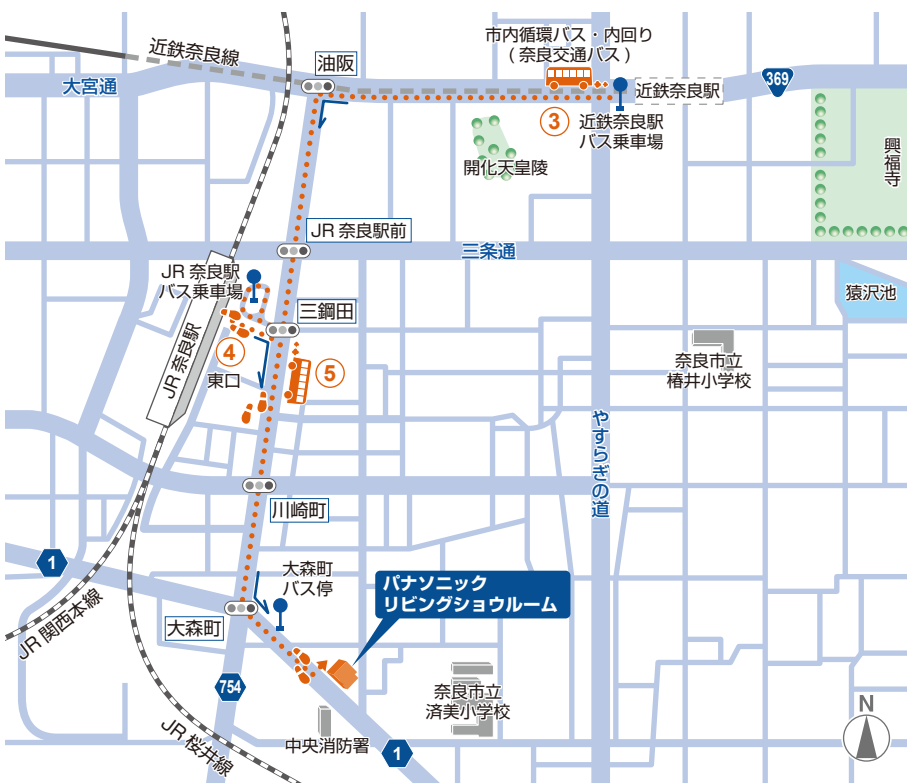 市内循環バス・内回り
(奈良交通バス)
近鉄奈良線
油阪
大宮通
近鉄奈良駅
369
③
近鉄奈良駅
バス乗車場
開化天皇陵
興福寺
JR 奈良駅前
三条通
JR 奈良駅
バス乗車場
猿沢池
三綱田
④
⑤
JR 奈良駅
東口
奈良市立
椿井小学校
やすらぎの道
川崎町
1
大森町
バス停
パナソニック
リビングショウルーム
大森町
JR 関西本線
754
奈良市立
済美小学校
中央消防署
JR 桜井線
1
N